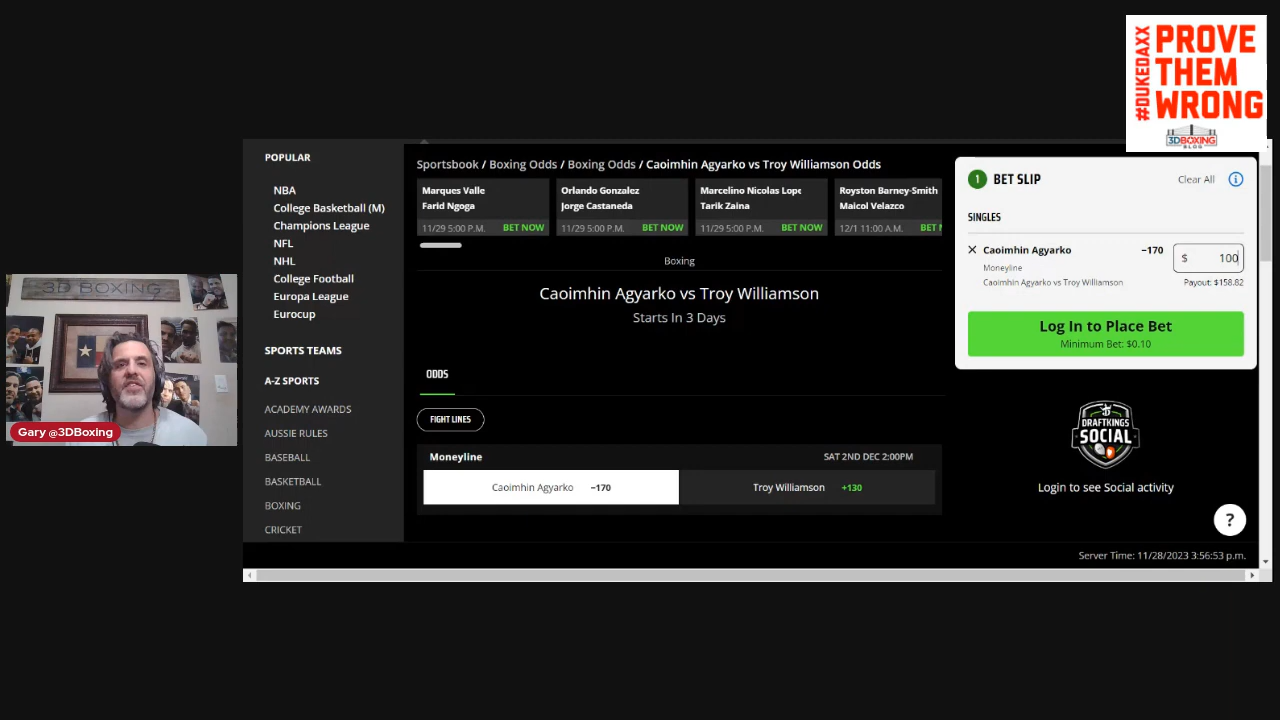 #DUKEDAXX
PROVE
THEM
WRONG
3DBOXING
BLOG
POPULAR
NBA
College Basketball (M)
Champions League
NFL
NHL
College Football
Europa League
Eurocup
SPORTS TEAMS
A-Z SPORTS
ACADEMY AWARDS
AUSSIE RULES
BASEBALL
BASKETBALL
BOXING
CRICKET
Sportsbook / Boxing Odds / Boxing Odds / Caoimhin Agyarko vs Troy Williamson Odds
Marques Valle
Farid Ngoga
11/29 5:00 P.M. BET NOW
Orlando Gonzalez
Jorge Castaneda
11/29 5:00 P.M. BET NOW
Marcelino Nicolas Lope
Tarik Zaina
11/29 5:00 P.M. BET NOW
Royston Barney-Smith
Maicol Velazco
12/1 11:00 A.M. BET N
Boxing
Caoimhin Agyarko vs Troy Williamson
Starts In 3 Days
ODDS
FIGHT LINES
Moneyline SAT 2ND DEC 2:00PM
Caoimhin Agyarko −170 Troy Williamson +130
1 BET SLIP Clear All i
SINGLES
× Caoimhin Agyarko −170 $ 100
Moneyline
Caoimhin Agyarko vs Troy Williamson Payout: $158.82
Log In to Place Bet
Minimum Bet: $0.10
DRAFTKINGS
SOCIAL
Login to see Social activity
?
Server Time: 11/28/2023 3:56:53 p.m.
3D BOXING
Gary @3DBoxing